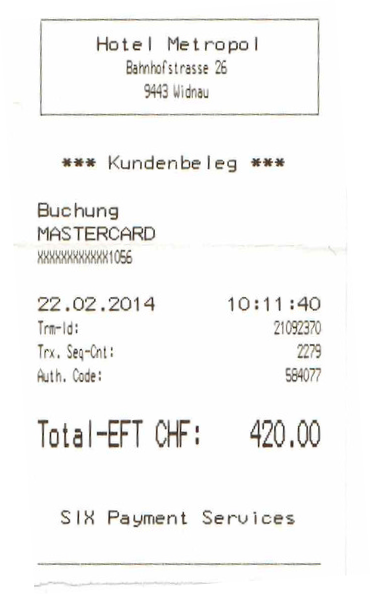 Hotel Metropol
Bahnhofstrasse 26
9443 Widnau
*** Kundenbeleg ***
Buchung
MASTERCARD
XXXXXXXXXXXX1056
22.02.2014 10:11:40
Trm-Id: 21092370
Trx. Seq-Cnt: 2279
Auth. Code: 584077
Total-EFT CHF: 420.00
SIX Payment Services